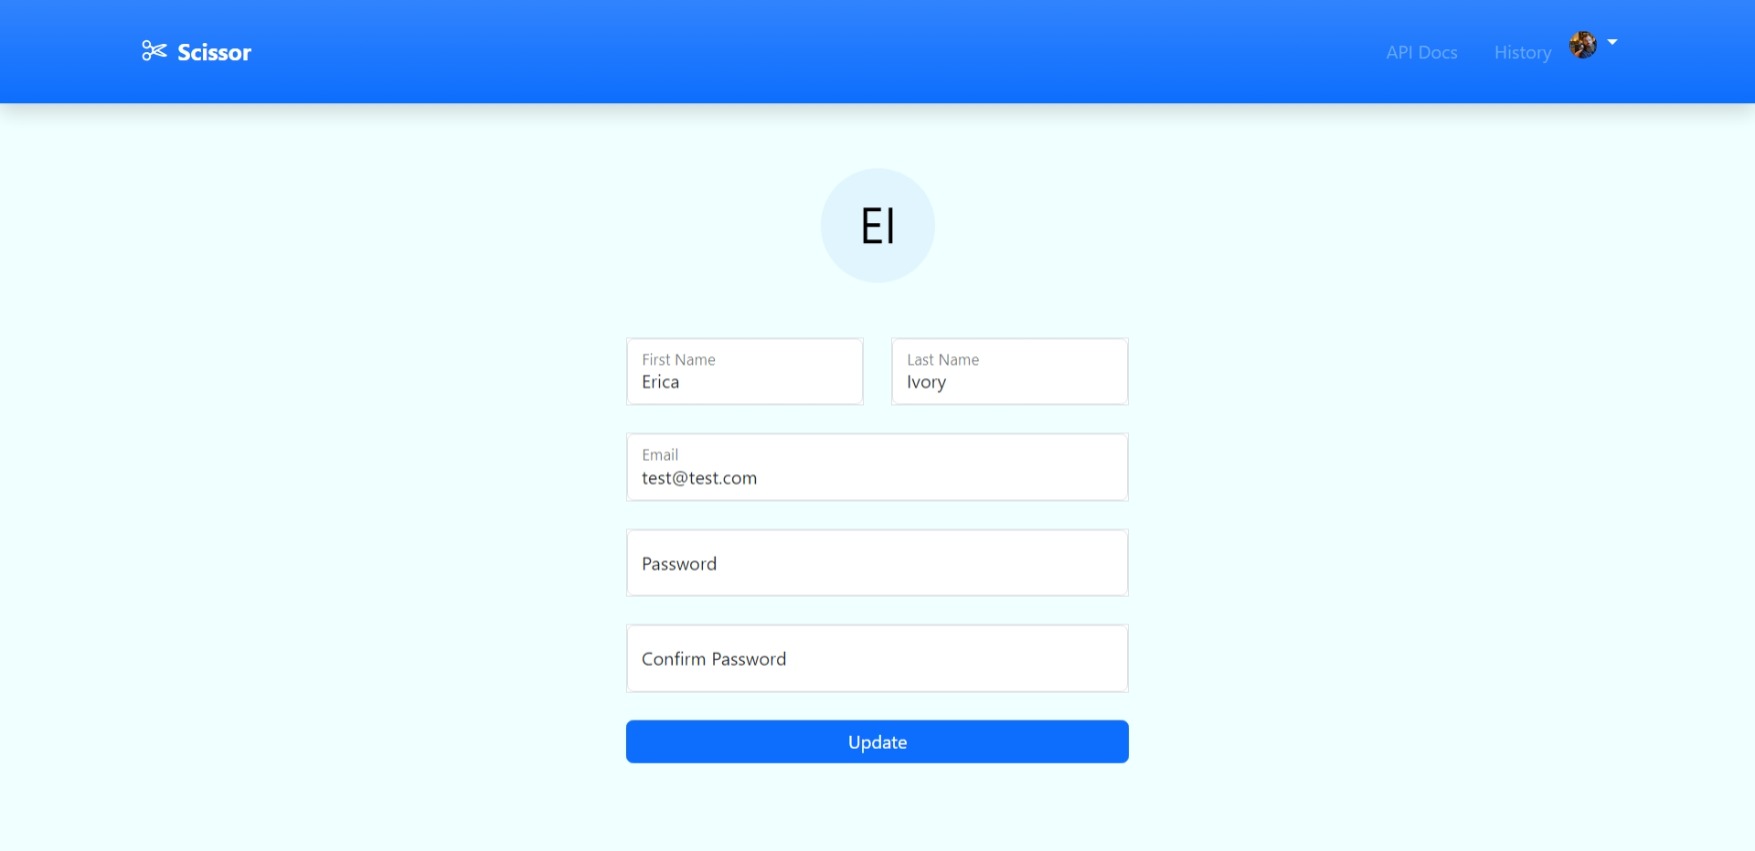 Scissor
API Docs
History
EI
First Name
Erica
Last Name
Ivory
Email
test@test.com
Password
Confirm Password
Update